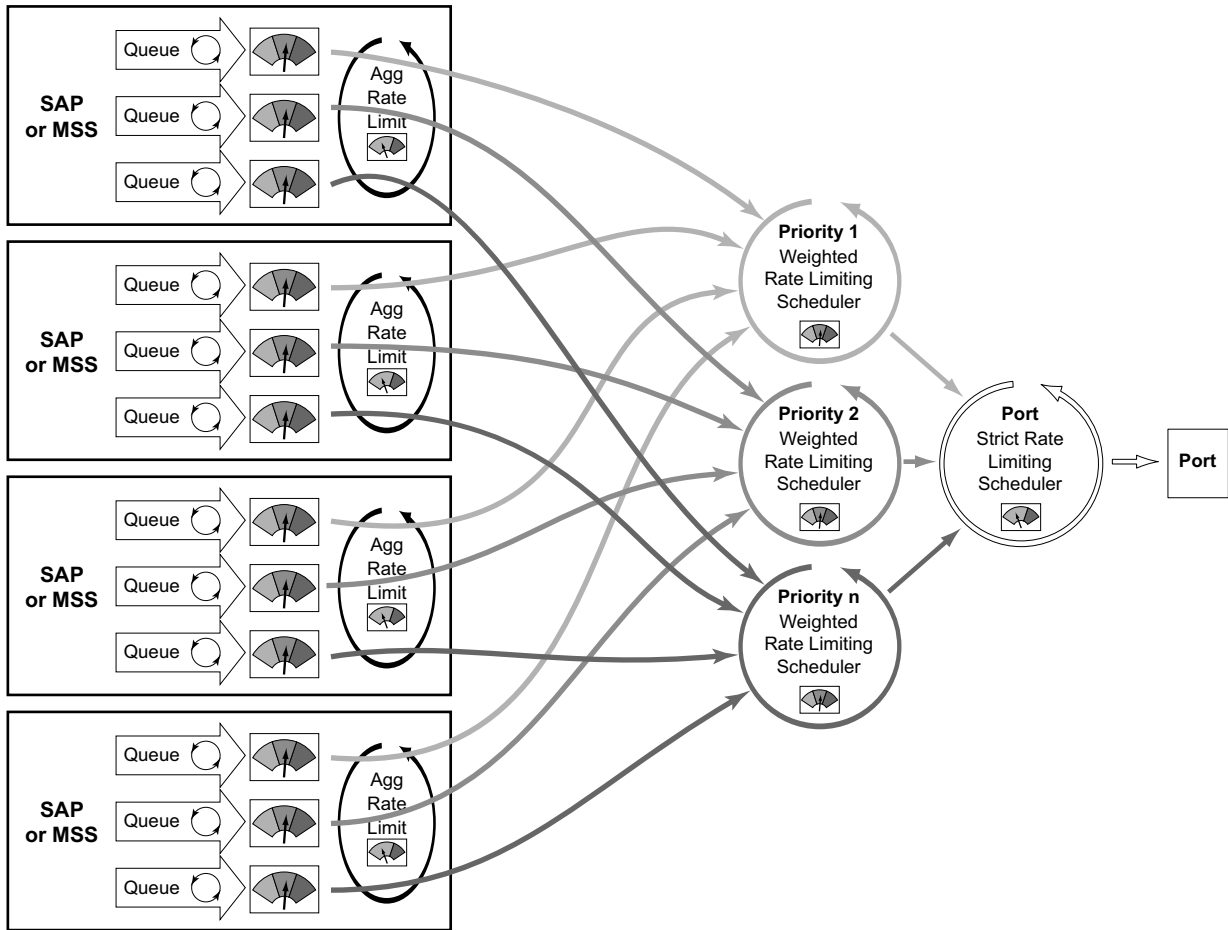 Queue
Queue
Queue
SAP
or MSS
Agg
Rate
Limit
Queue
Queue
Queue
SAP
or MSS
Agg
Rate
Limit
Queue
Queue
Queue
SAP
or MSS
Agg
Rate
Limit
Queue
Queue
Queue
SAP
or MSS
Agg
Rate
Limit
Priority 1
Weighted
Rate Limiting
Scheduler
Priority 2
Weighted
Rate Limiting
Scheduler
Priority n
Weighted
Rate Limiting
Scheduler
Port
Strict Rate
Limiting
Scheduler
Port